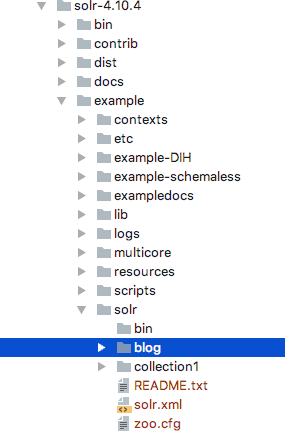 solr-4.10.4
bin
contrib
dist
docs
example
contexts
etc
example-DIH
example-schemaless
exampledocs
lib
logs
multicore
resources
scripts
solr
bin
blog
collection1
README.txt
solr.xml
zoo.cfg